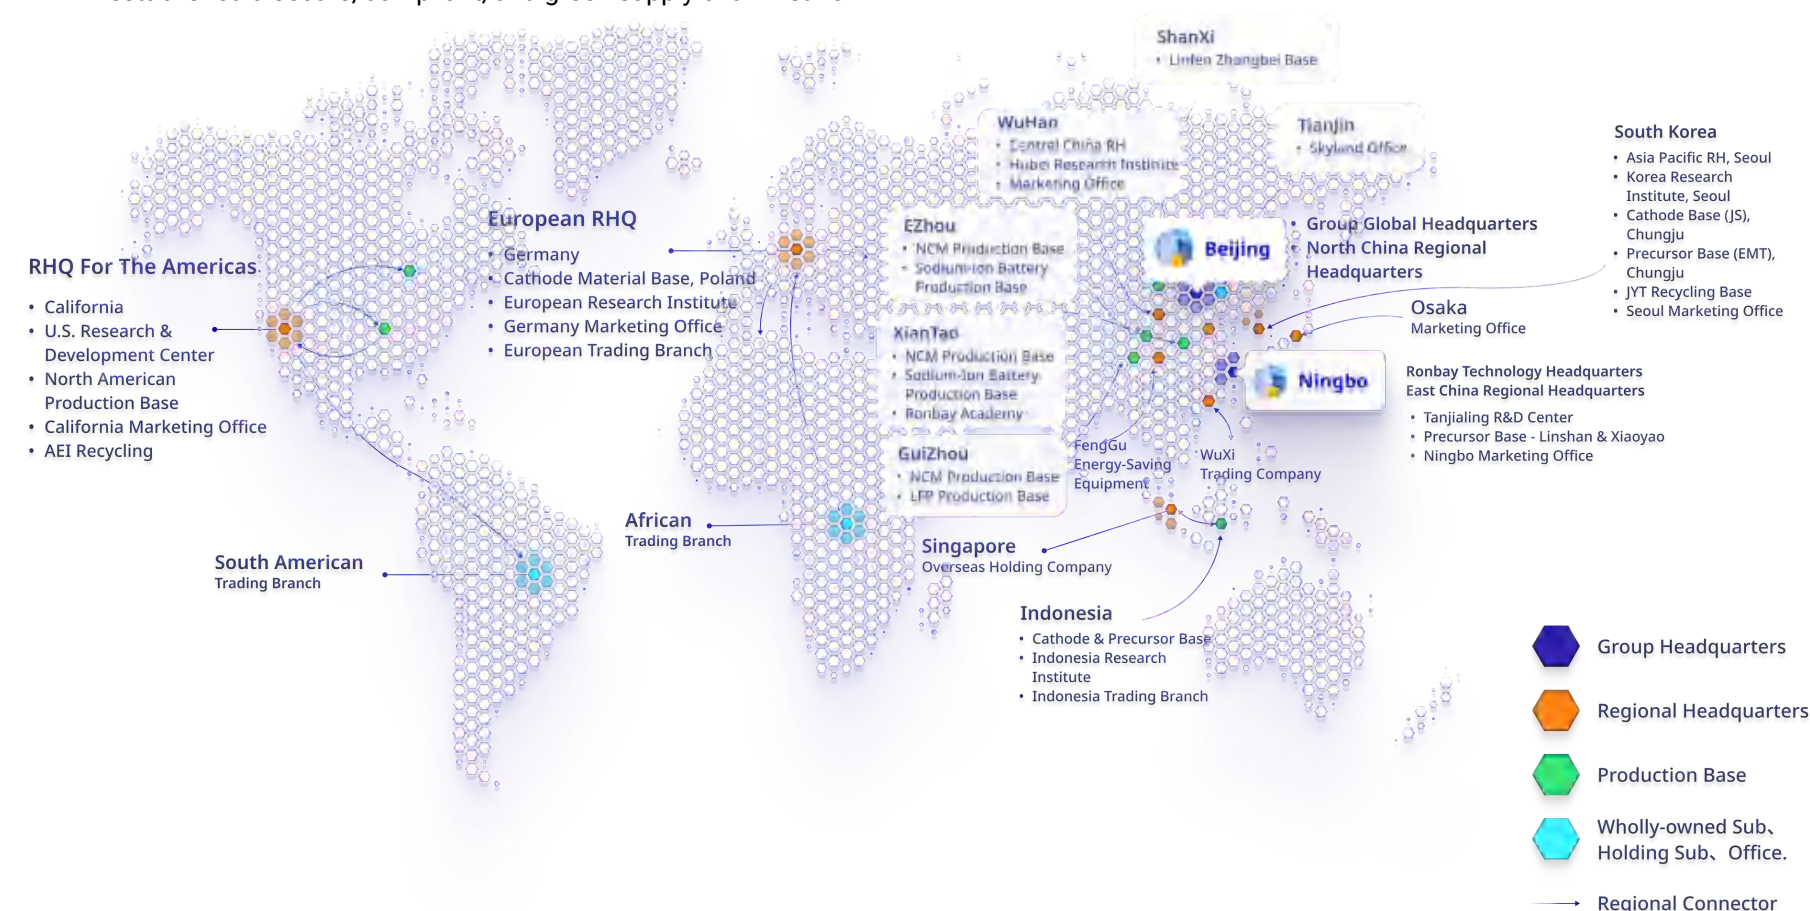 ShanXi
• Linfen Zhangbei Base
WuHan
• Central China RH
• Hubei Research Institute
• Marketing Office
TianJin
• Skyland Office
South Korea
• Asia Pacific RH, Seoul
• Korea Research
Institute, Seoul
• Cathode Base (JS),
Chungju
• Precursor Base (EMT),
Chungju
• JYT Recycling Base
• Seoul Marketing Office
European RHQ
• Germany
• Cathode Material Base, Poland
• European Research Institute
• Germany Marketing Office
• European Trading Branch
EZhou
• NCM Production Base
• Sodium-Ion Battery
Production Base
Beijing
• Group Global Headquarters
• North China Regional
Headquarters
RHQ For The Americas
• California
• U.S. Research &
Development Center
• North American
Production Base
• California Marketing Office
• AEI Recycling
Osaka
Marketing Office
XianTao
• NCM Production Base
• Sodium-Ion Battery
Production Base
• Ronbay Academy
Ningbo
Ronbay Technology Headquarters
East China Regional Headquarters
• Tanjialing R&D Center
• Precursor Base - Linshan & Xiaoyao
• Ningbo Marketing Office
GuiZhou
• NCM Production Base
• LFP Production Base
FengGu
Energy-Saving
Equipment
WuXi
Trading Company
African
Trading Branch
Singapore
Overseas Holding Company
South American
Trading Branch
Indonesia
• Cathode & Precursor Base
• Indonesia Research
Institute
• Indonesia Trading Branch
Group Headquarters
Regional Headquarters
Production Base
Wholly-owned Sub、
Holding Sub、Office.
Regional Connector